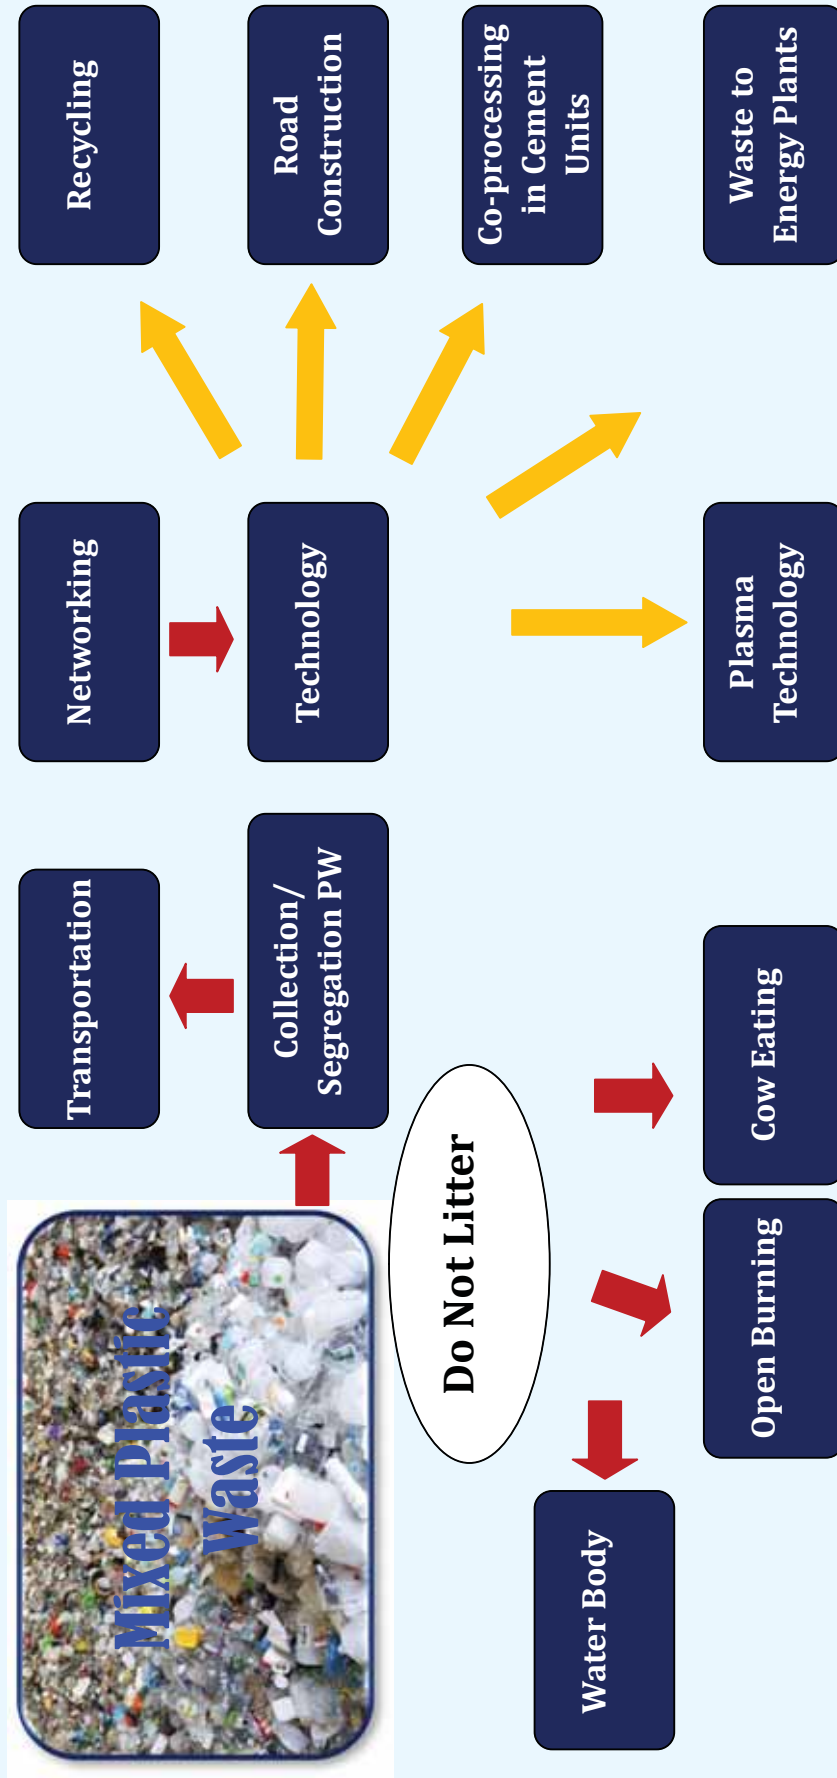 Mixed Plastic
Waste
Transportation
Networking
Recycling
Collection/
Segregation PW
Technology
Road
Construction
Do Not Litter
Co-processing
in Cement
Units
Water Body
Open Burning
Cow Eating
Plasma
Technology
Waste to
Energy Plants